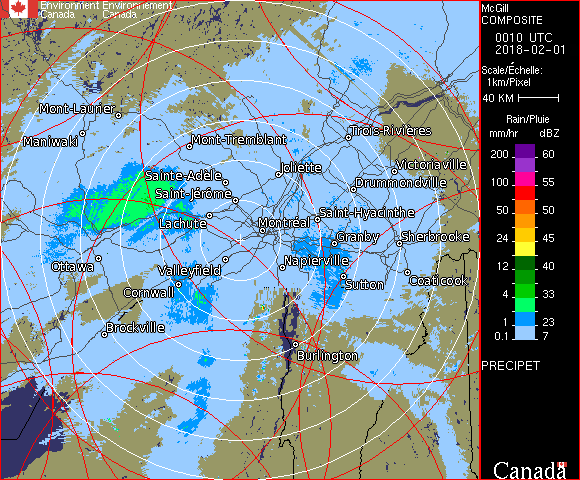 Environment Environnement
Canada Canada
McGill
COMPOSITE
0010 UTC
2018-02-01
Scale/Échelle:
1km/Pixel
40 KM
Rain/Pluie
mm/hr dBZ
200 60
100 55
50 50
24 45
12 40
4 33
1 23
0.1 7
PRECIPET
Canada
Mont-Laurier
Maniwaki
Mont-Tremblant
Trois-Rivières
Sainte-Adèle
Joliette
Victoriaville
Saint-Jérôme
Drummondville
Lachute
Montréal
Saint-Hyacinthe
Granby
Sherbrooke
Ottawa
Valleyfield
Napierville
Cornwall
Sutton
Coaticook
Brockville
Burlington